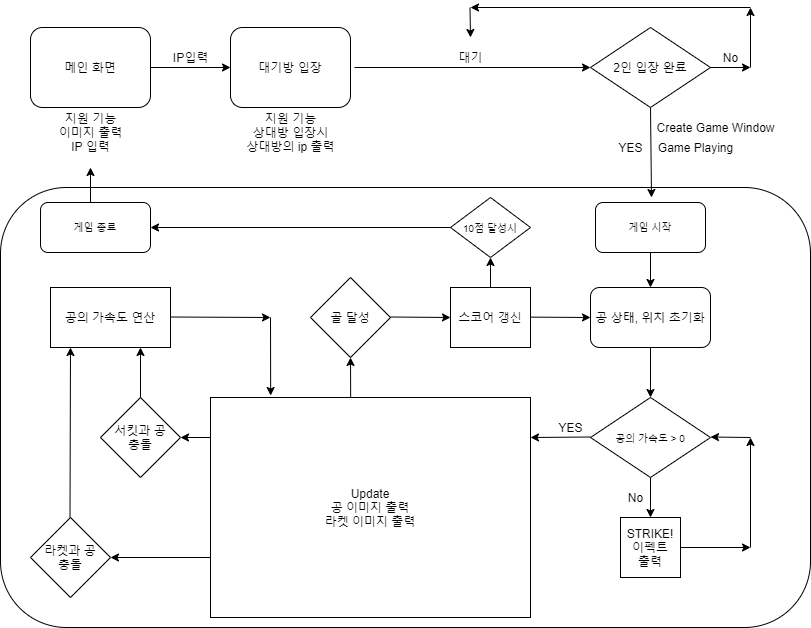 메인 화면
IP입력
대기방 입장
대기
2인 입장 완료
No
지원 기능
이미지 출력
IP 입력
지원 기능
상대방 입장시
상대방의 ip 출력
Create Game Window
YES
Game Playing
게임 종료
10점 달성시
게임 시작
공의 가속도 연산
골 달성
스코어 갱신
공 상태, 위치 초기화
서킷과 공
충돌
YES
공의 가속도 > 0
Update
공 이미지 출력
라켓 이미지 출력
No
라켓과 공
충돌
STRIKE!
이펙트
출력